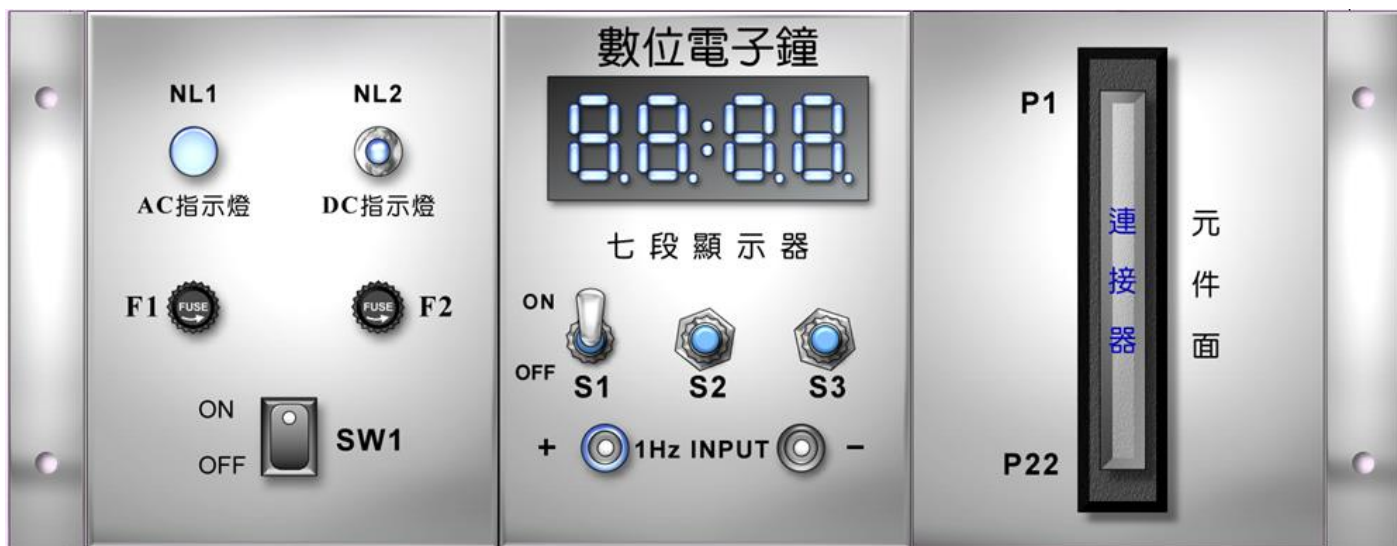 NL1
NL2
AC指示燈
DC指示燈
F1
FUSE
FUSE
F2
ON
OFF
SW1
數位電子鐘
88:88
七段顯示器
ON
OFF
S1
S2
S3
+
1Hz INPUT
−
P1
P22
連接器
元件面